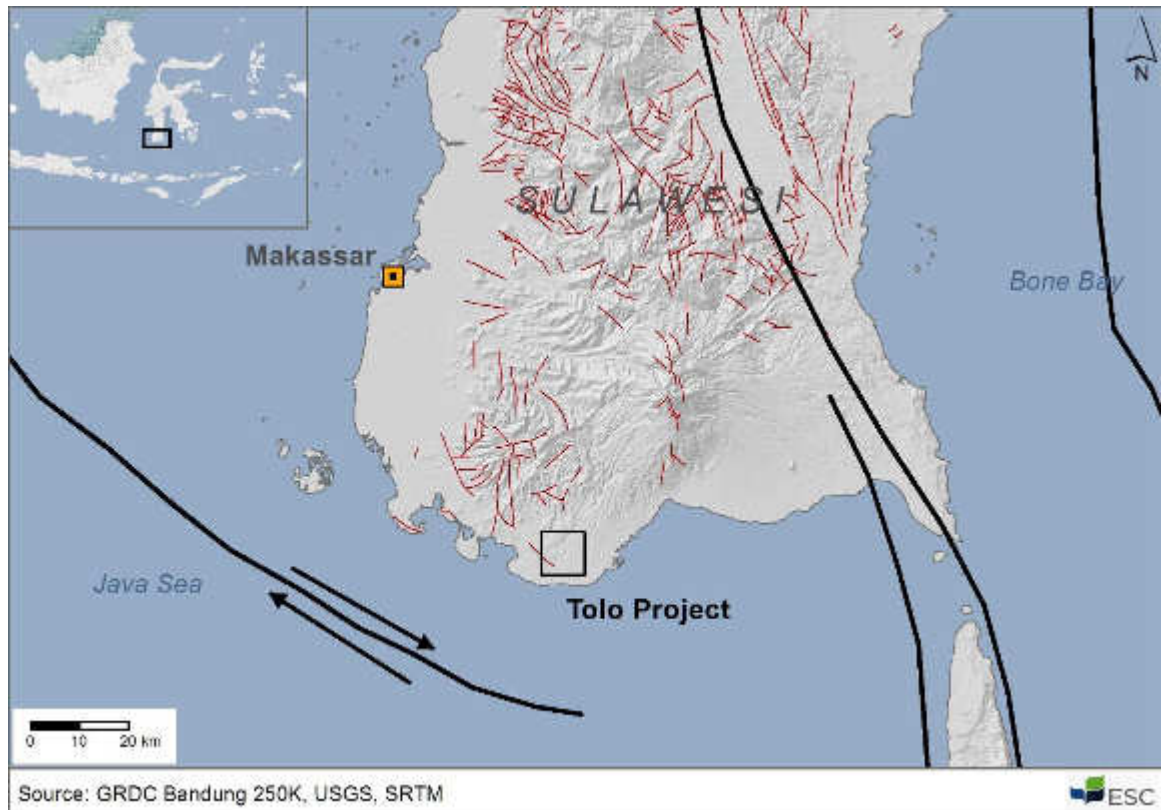 N
SULAWESI
Makassar
Bone Bay
Java Sea
Tolo Project
0 10 20 km
Source: GRDC Bandung 250K, USGS, SRTM
ESC